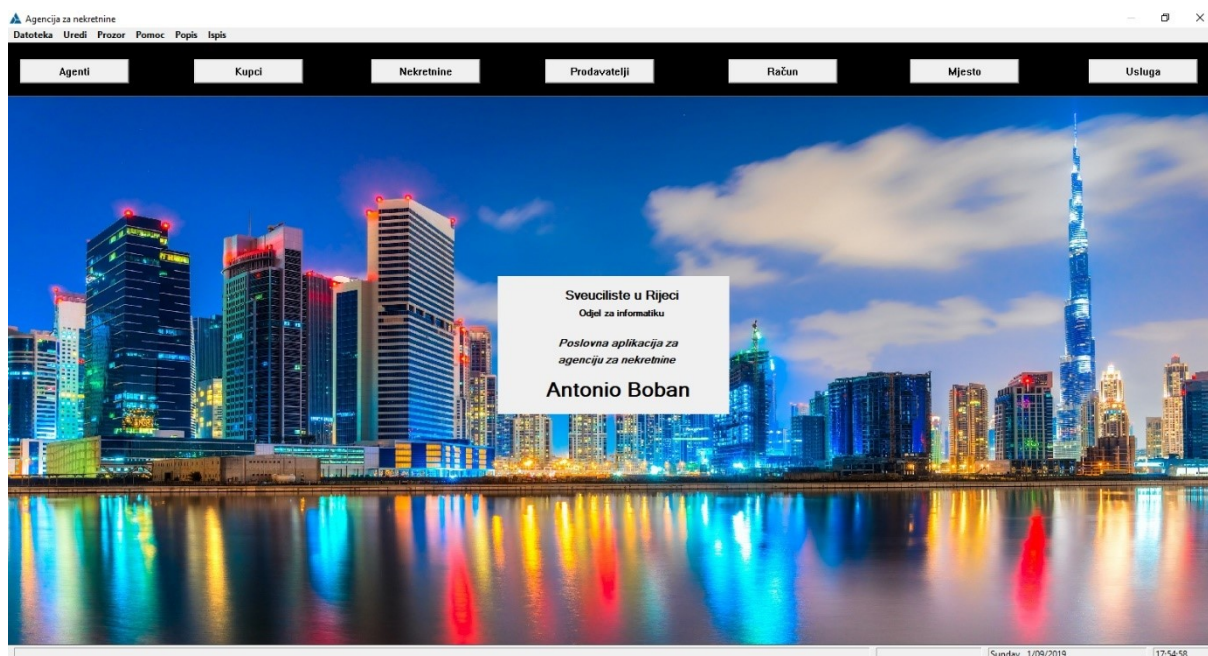 Agencija za nekretnine
Datoteka Uredi Prozor Pomoc Popis Ispis
Agenti Kupci Nekretnine Prodavatelji Račun Mjesto Usluga
Sveuciliste u Rijeci
Odjel za informatiku
Poslovna aplikacija za
agenciju za nekretnine
Antonio Boban
Sunday 1/09/2019 17:54:58